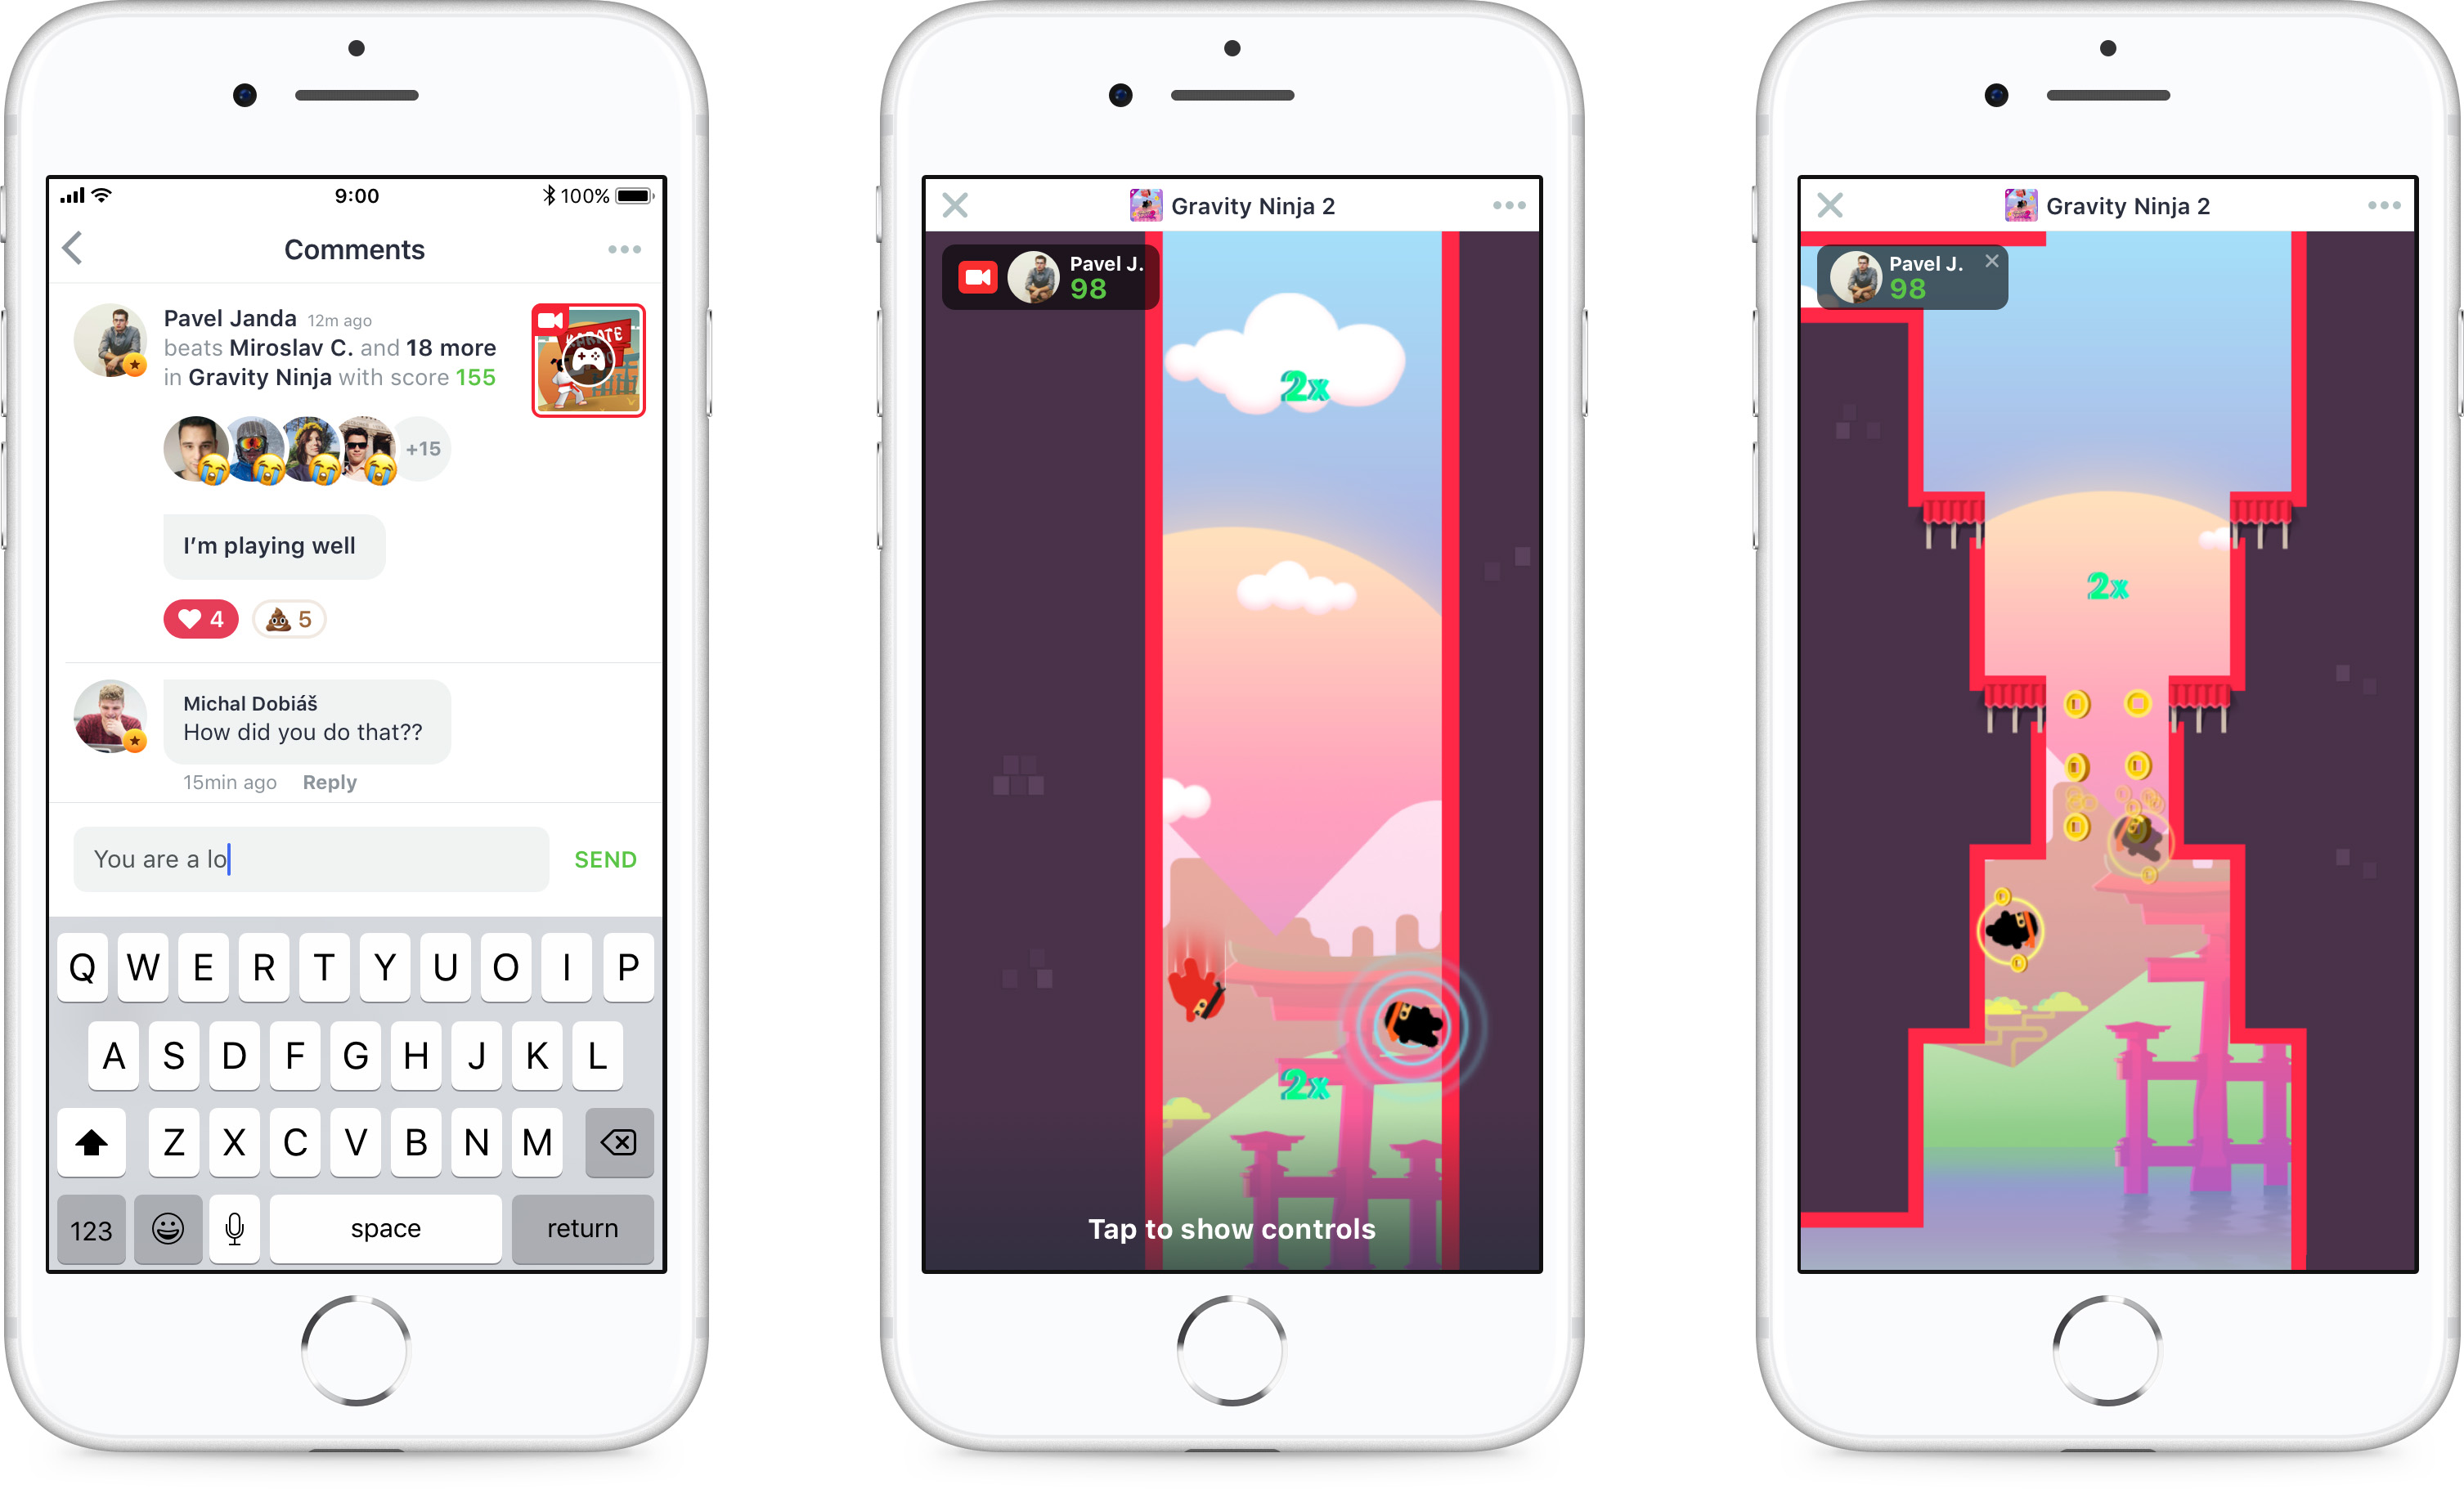 9:00
100%
Comments
Pavel Janda 12m ago
beats Miroslav C. and 18 more
in Gravity Ninja with score 155
KARATE
+15
I'm playing well
4
5
Michal Dobiáš
How did you do that??
15min ago Reply
You are a lo
SEND
Q W E R T Y U O I P
A S D F G H J K L
Z X C V B N M
123 space return
Gravity Ninja 2
Pavel J.
98
2x
2x
Tap to show controls
Gravity Ninja 2
Pavel J.
98
2x